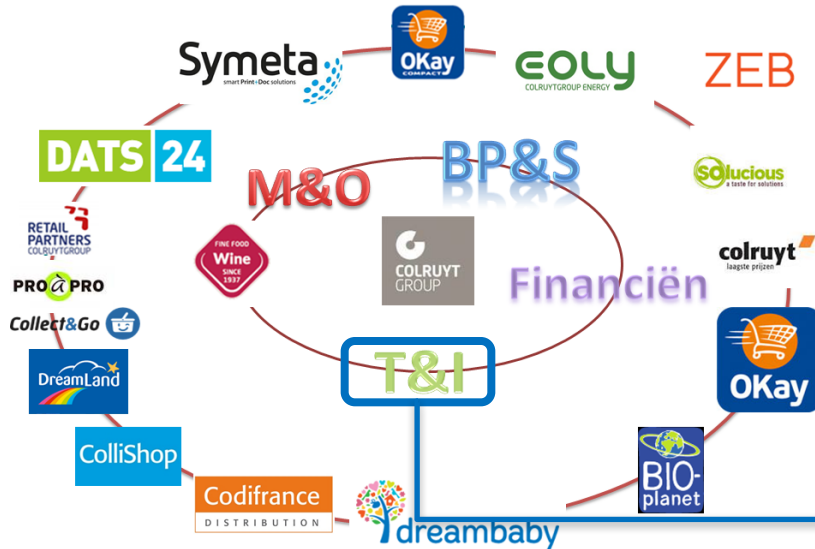 Symeta
smart Print+Doc solutions
OKay
COMPACT
EOLY
COLRUYTGROUP ENERGY
ZEB
DATS 24
M&O
BP&S
SOlucious
a taste for solutions
RETAIL
PARTNERS
COLRUYTGROUP
FINE FOOD
Wine
SINCE
1937
COLRUYT
GROUP
colruyt
laagste prijzen
PRO à PRO
Financiën
Collect&Go
DreamLand
T&I
OKay
ColliShop
BIO-
planet
Codifrance
DISTRIBUTION
dreambaby